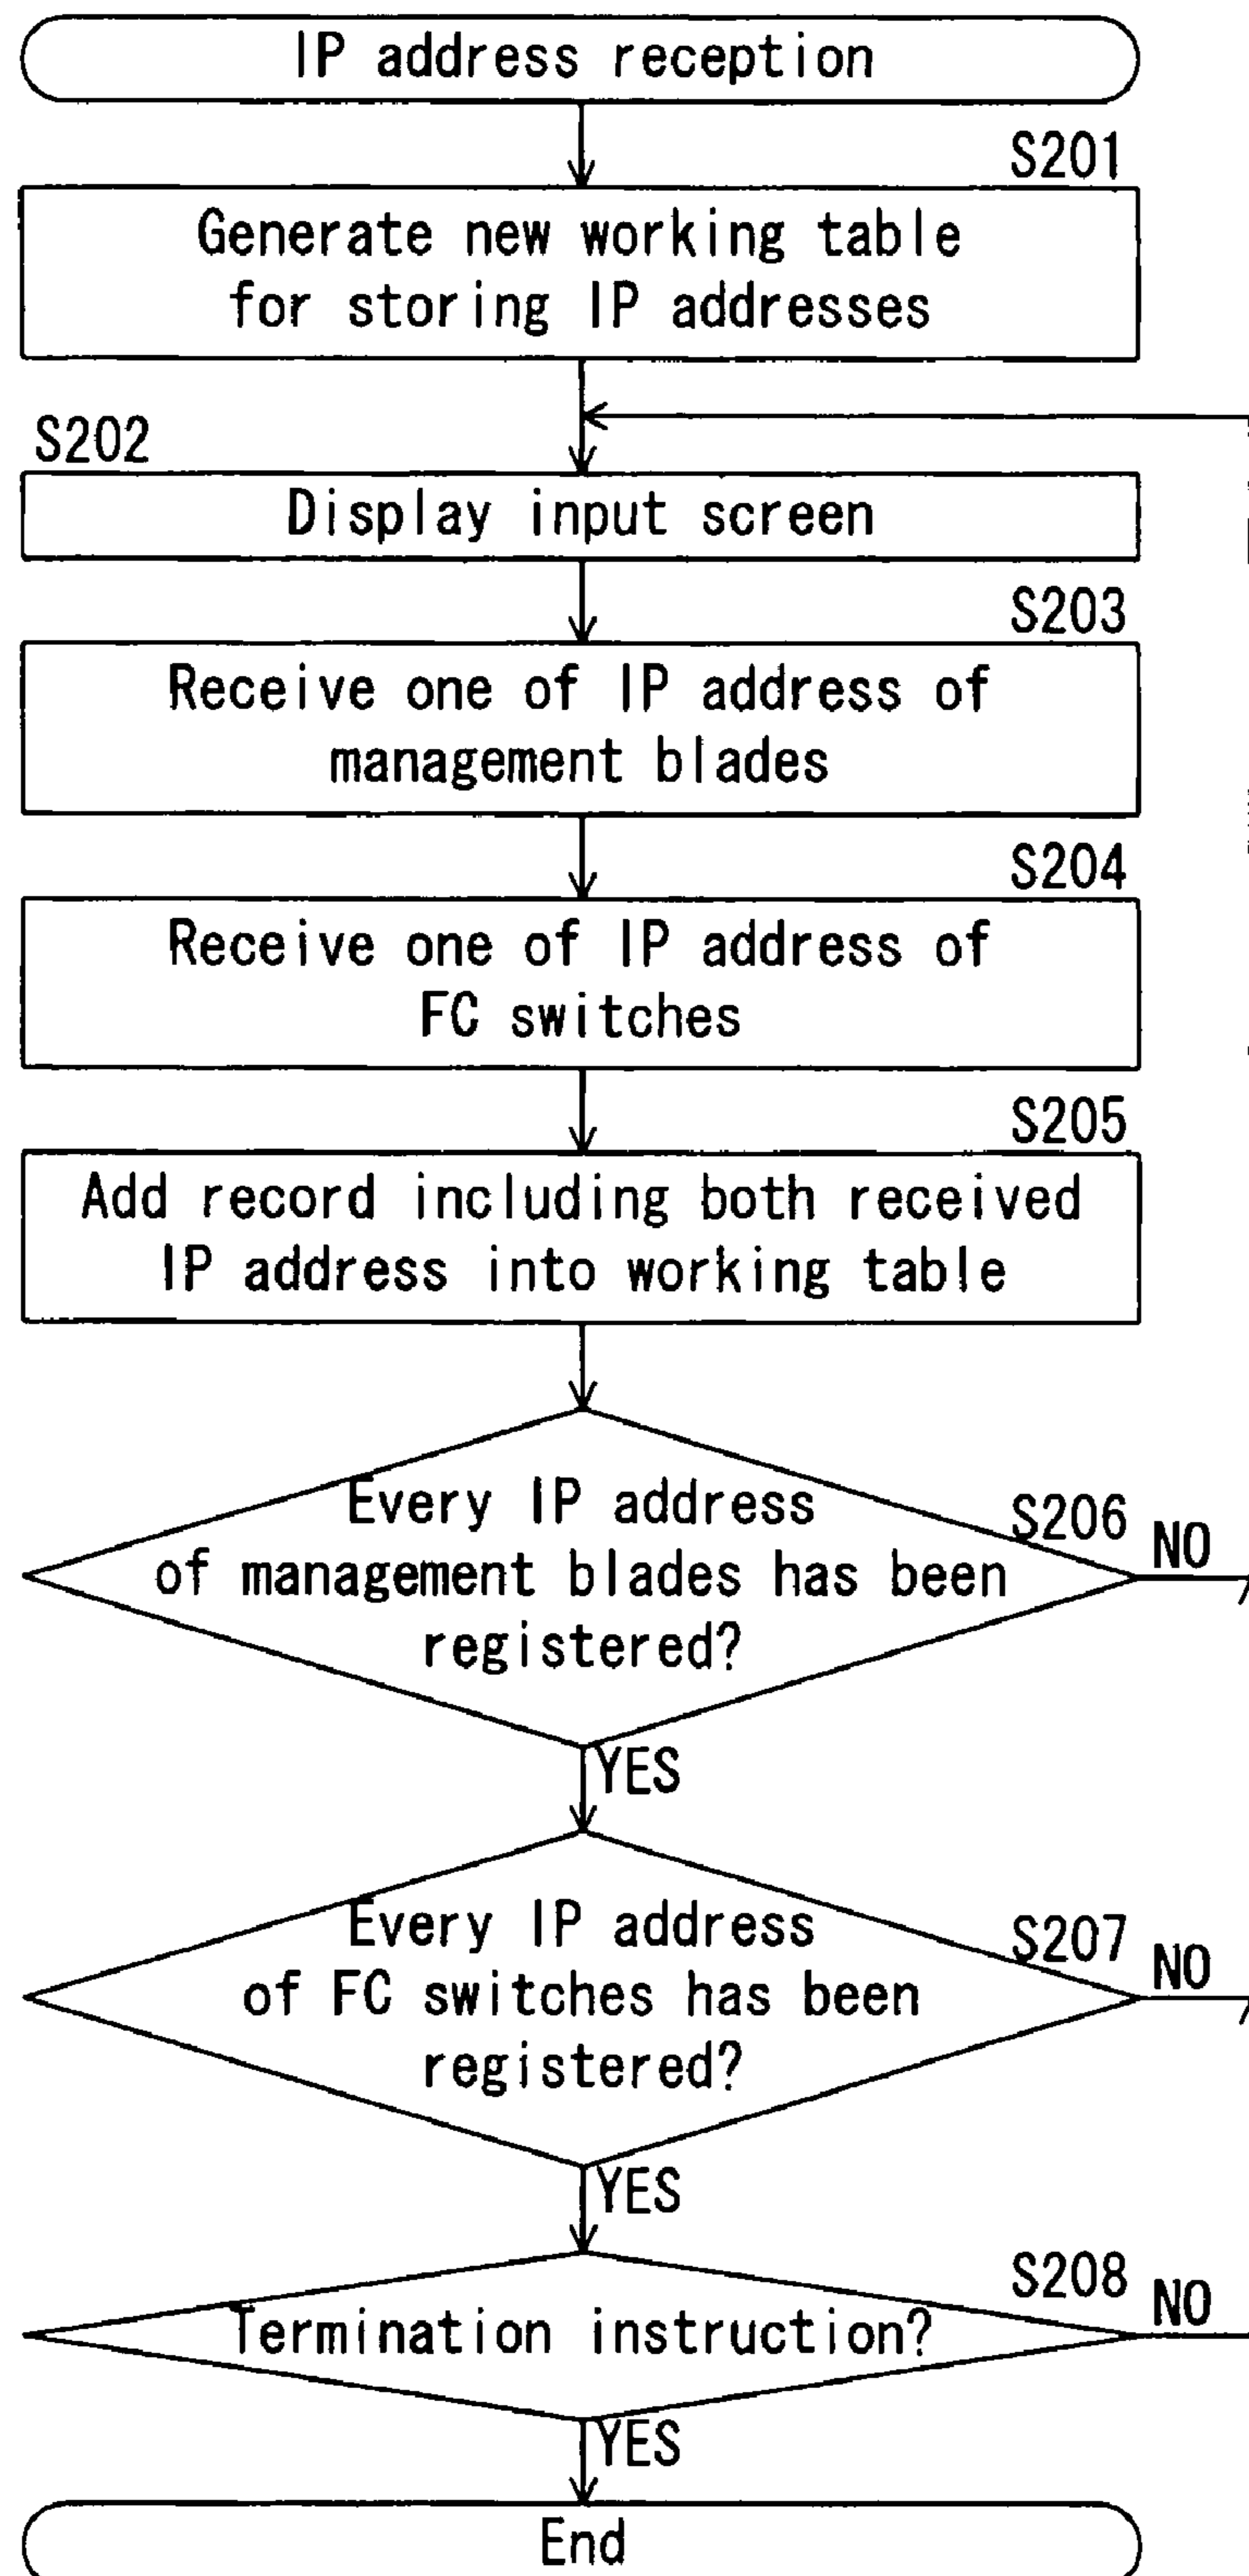 IP address reception
S201
Generate new working table
for storing IP addresses
S202
Display input screen
S203
Receive one of IP address of
management blades
S204
Receive one of IP address of
FC switches
S205
Add record including both received
IP address into working table
S206
NO
Every IP address
of management blades has been
registered?
YES
S207
NO
Every IP address
of FC switches has been
registered?
YES
S208
NO
Termination instruction?
YES
End